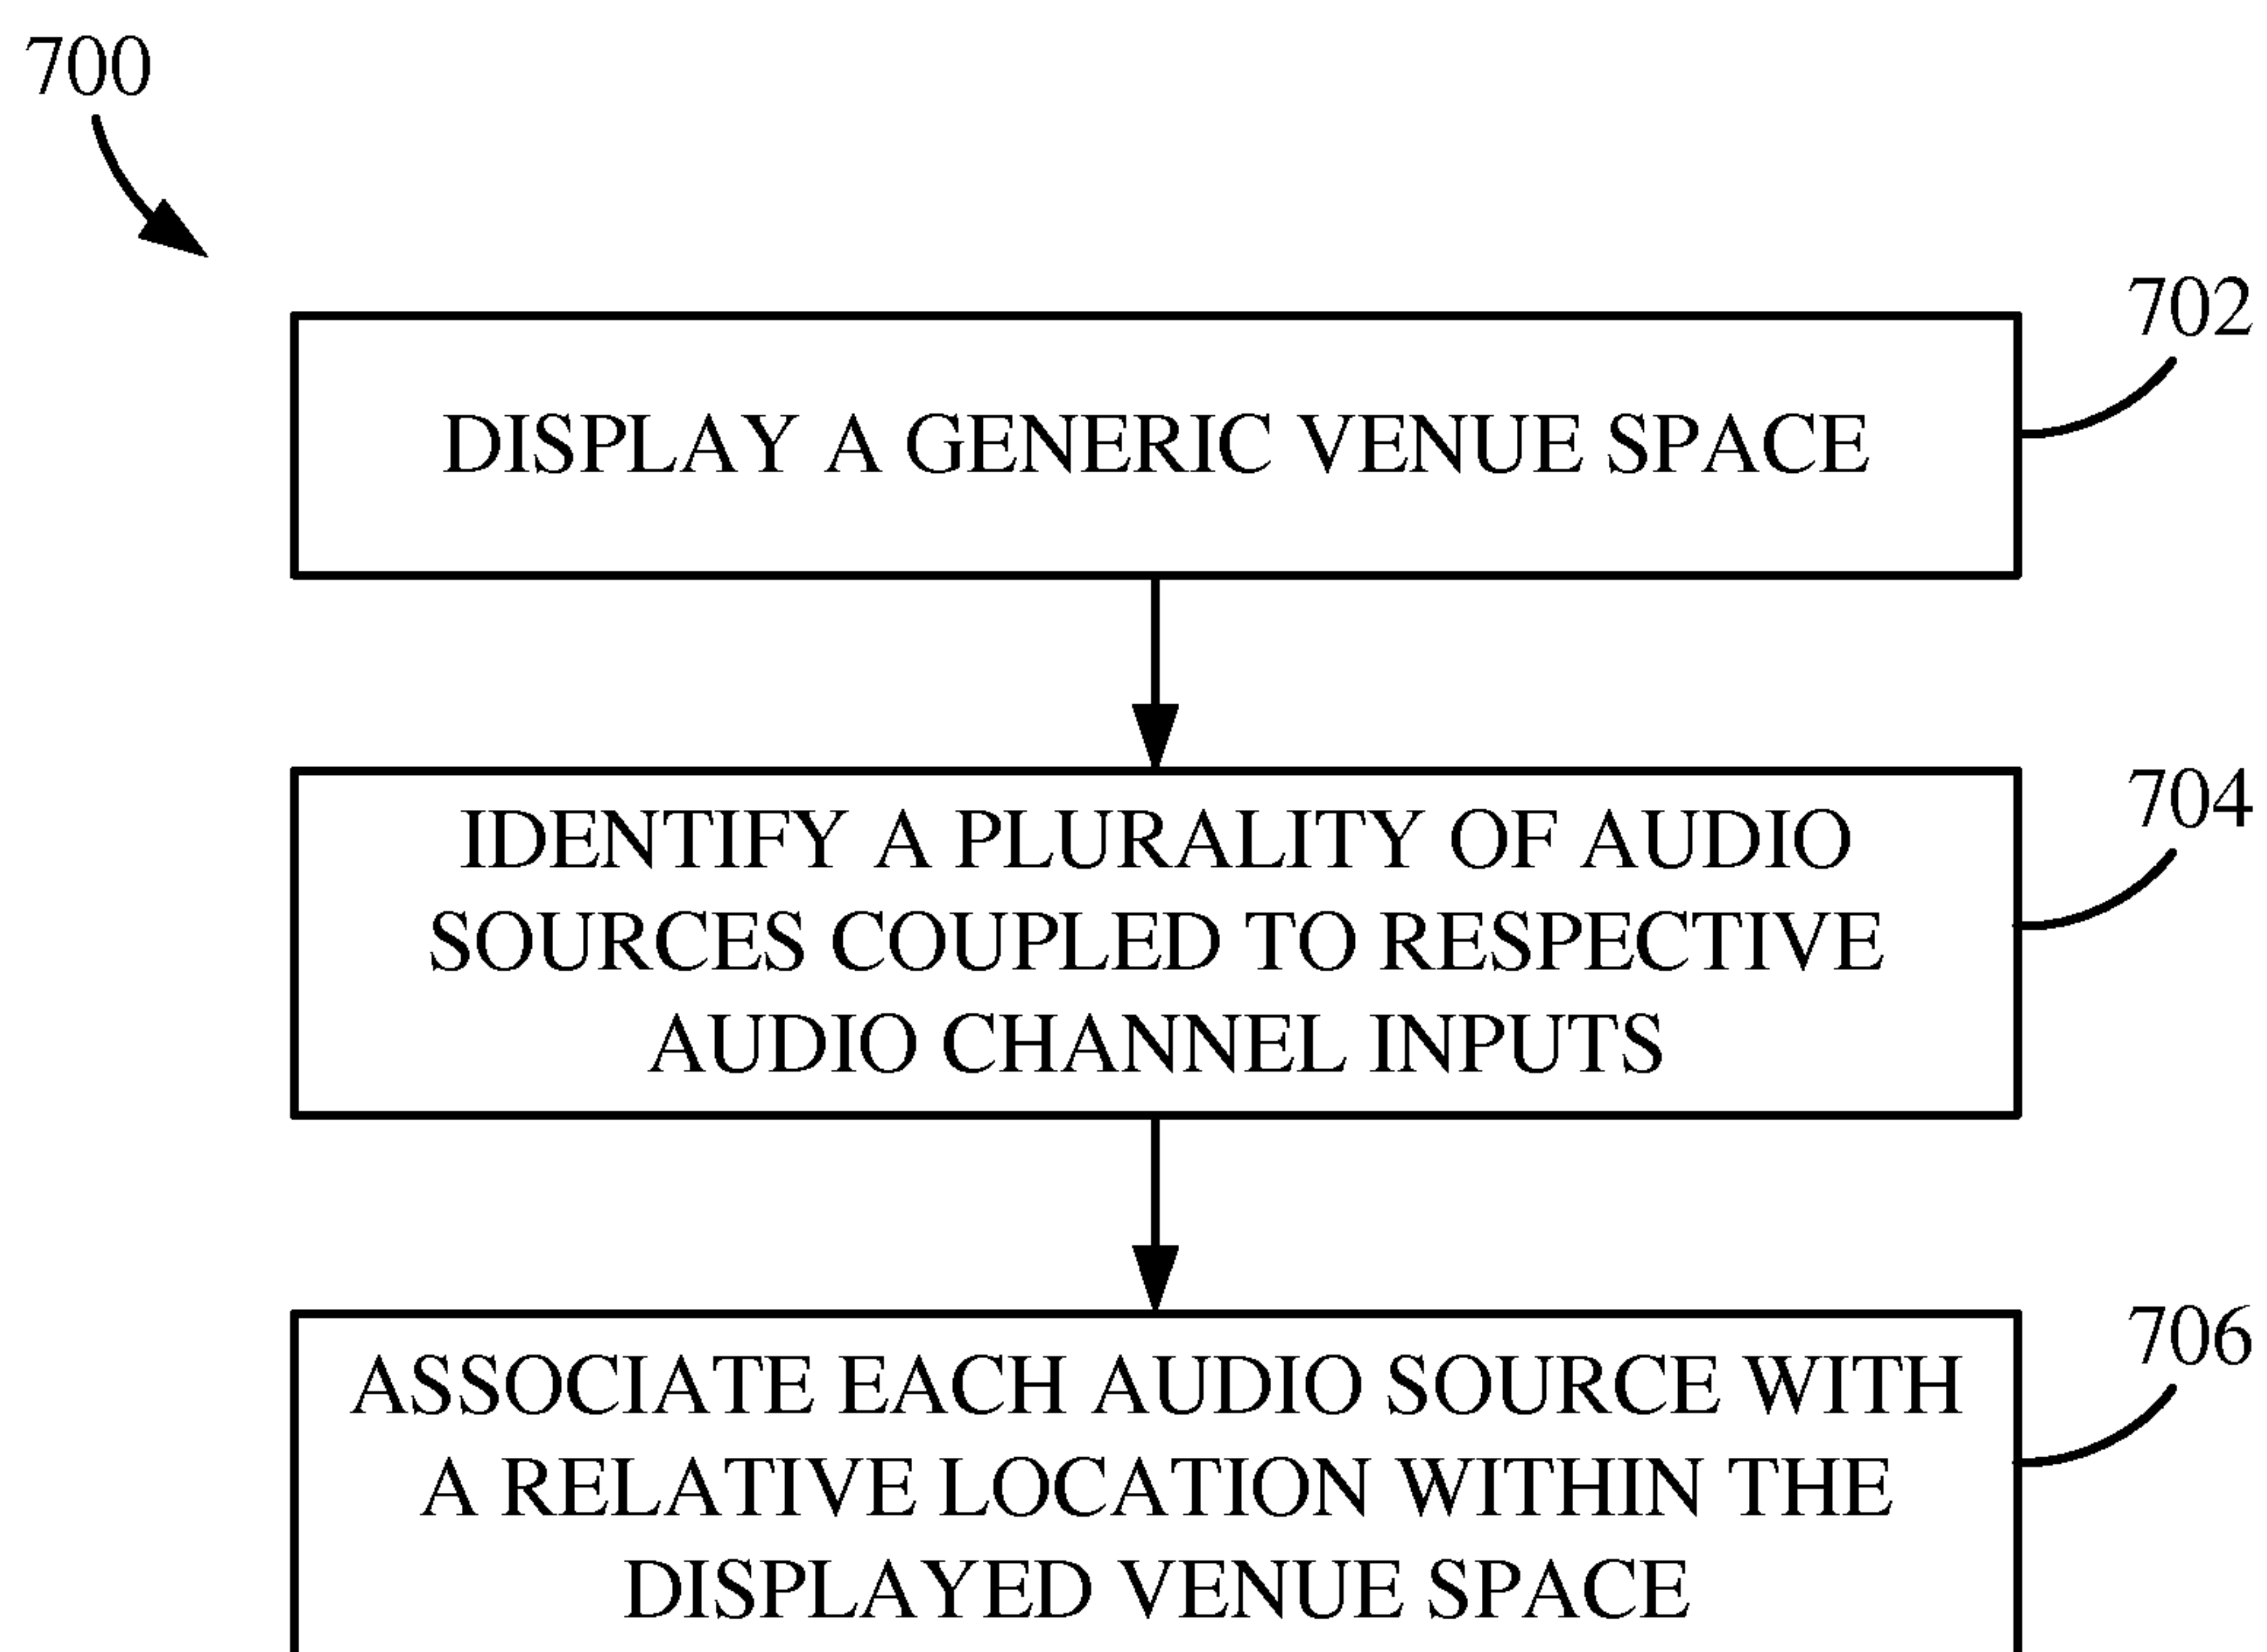 700
702
DISPLAY A GENERIC VENUE SPACE
704
IDENTIFY A PLURALITY OF AUDIO
SOURCES COUPLED TO RESPECTIVE
AUDIO CHANNEL INPUTS
706
ASSOCIATE EACH AUDIO SOURCE WITH
A RELATIVE LOCATION WITHIN THE
DISPLAYED VENUE SPACE